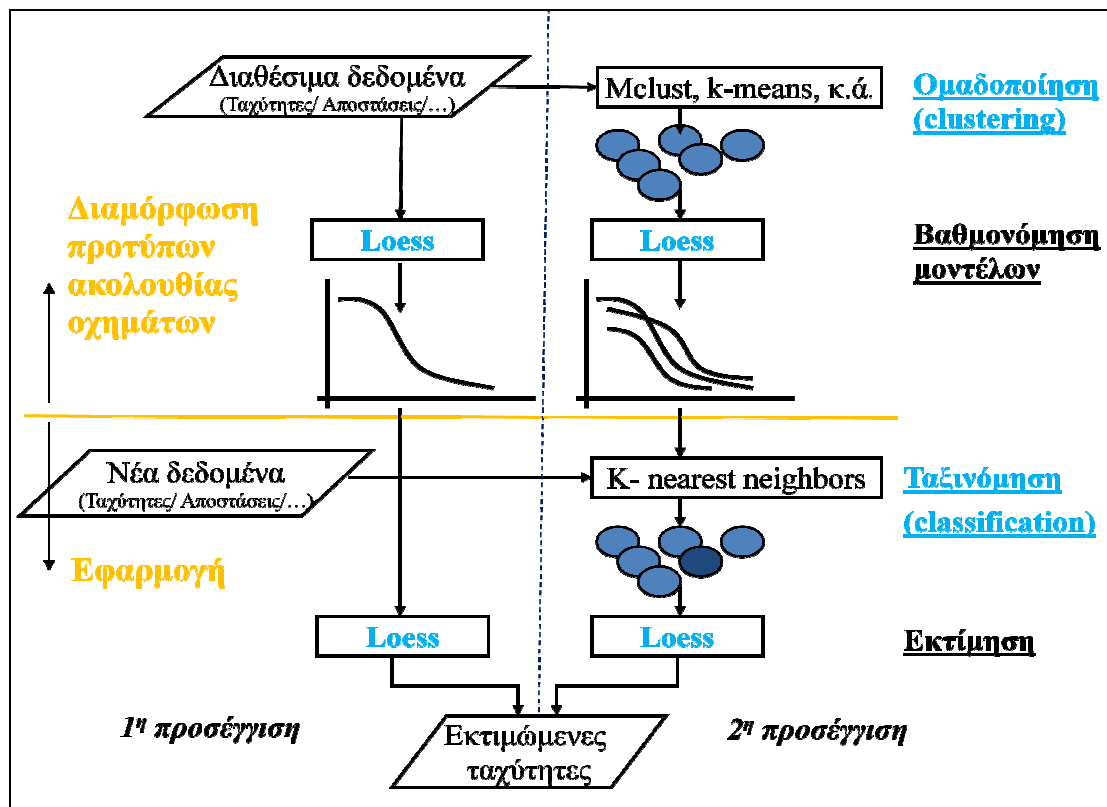 Διαθέσιμα δεδομένα
(Ταχύτητες/ Αποστάσεις/…)
Mclust, k-means, κ.ά.
Ομαδοποίηση
(clustering)
Διαμόρφωση
προτύπων
ακολουθίας
οχημάτων
Loess
Loess
Βαθμονόμηση
μοντέλων
Νέα δεδομένα
(Ταχύτητες/ Αποστάσεις/…)
K- nearest neighbors
Ταξινόμηση
(classification)
Εφαρμογή
Loess
Loess
Εκτίμηση
1η προσέγγιση
Εκτιμώμενες
ταχύτητες
2η προσέγγιση